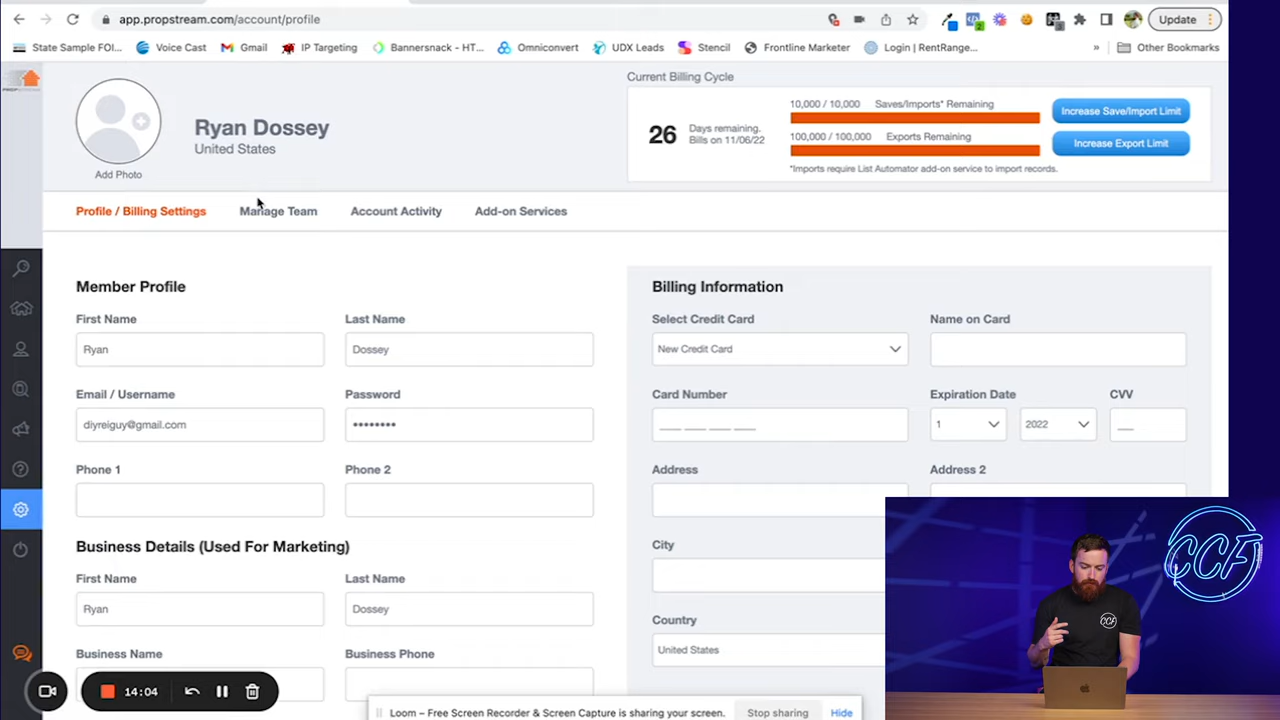 app.propstream.com/account/profile
Update
State Sample FOI...
Voice Cast
Gmail
IP Targeting
Bannersnack - HT...
Omniconvert
UDX Leads
Stencil
Frontline Marketer
Login | RentRange...
»
Other Bookmarks
Ryan Dossey
United States
Add Photo
Current Billing Cycle
26
Days remaining.
Bills on 11/06/22
10,000 / 10,000 Saves/Imports* Remaining
100,000 / 100,000 Exports Remaining
*Imports require List Automator add-on service to import records.
Increase Save/Import Limit
Increase Export Limit
Profile / Billing Settings
Manage Team
Account Activity
Add-on Services
Member Profile
First Name
Last Name
Ryan
Dossey
Email / Username
Password
diyreiguy@gmail.com
••••••••
Phone 1
Phone 2
Business Details (Used For Marketing)
First Name
Last Name
Ryan
Dossey
Business Name
Business Phone
Billing Information
Select Credit Card
Name on Card
New Credit Card
Card Number
Expiration Date
CVV
____ ____ ____ ____
1
2022
___
Address
Address 2
City
Country
United States
14:04
Loom – Free Screen Recorder & Screen Capture is sharing your screen.
Stop sharing
Hide
CCF
CCF